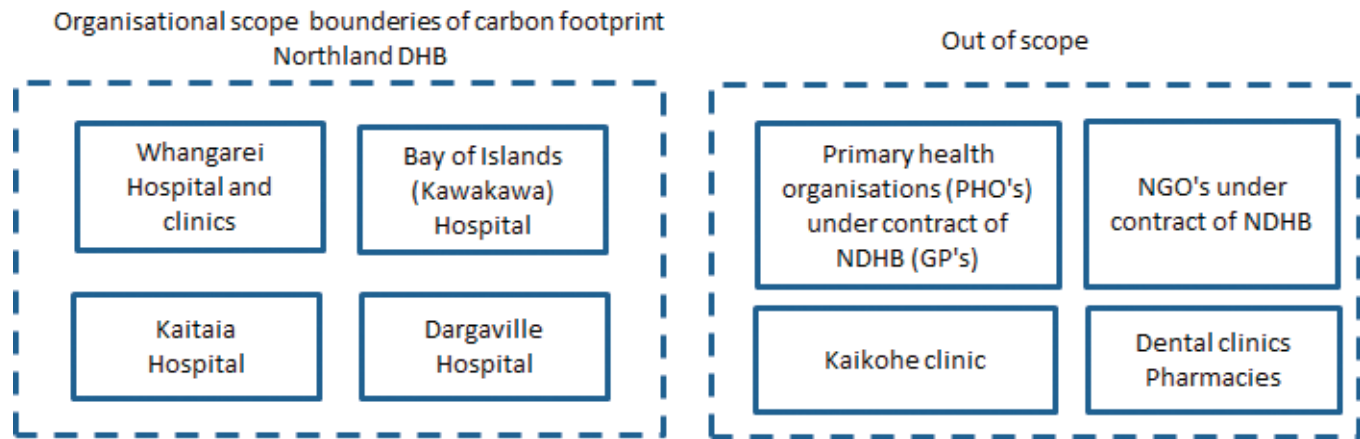 Organisational scope bounderies of carbon footprint
Northland DHB
Whangarei
Hospital and
clinics
Bay of Islands
(Kawakawa)
Hospital
Kaitaia
Hospital
Dargaville
Hospital
Out of scope
Primary health
organisations (PHO's)
under contract of
NDHB (GP's)
NGO's under
contract of NDHB
Kaikohe clinic
Dental clinics
Pharmacies